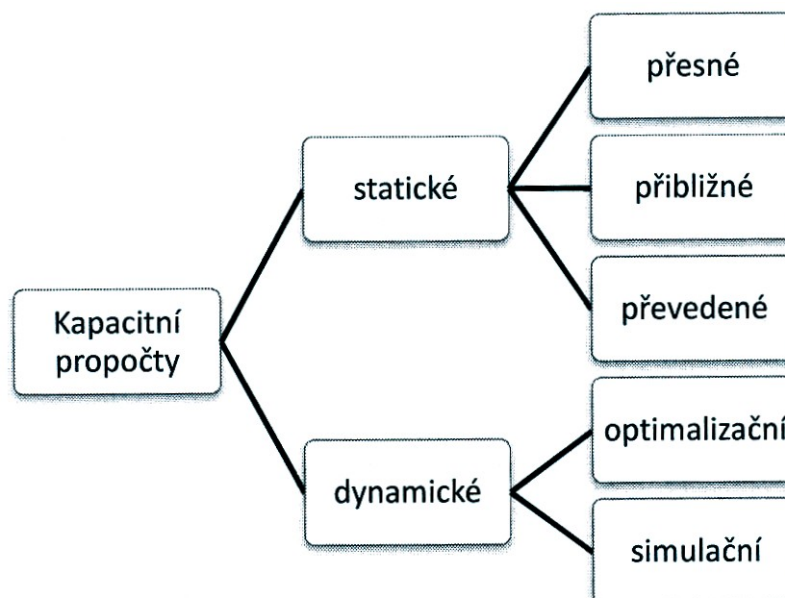 Kapacitní
propočty
statické
přesné
přibližné
převedené
dynamické
optimalizační
simulační